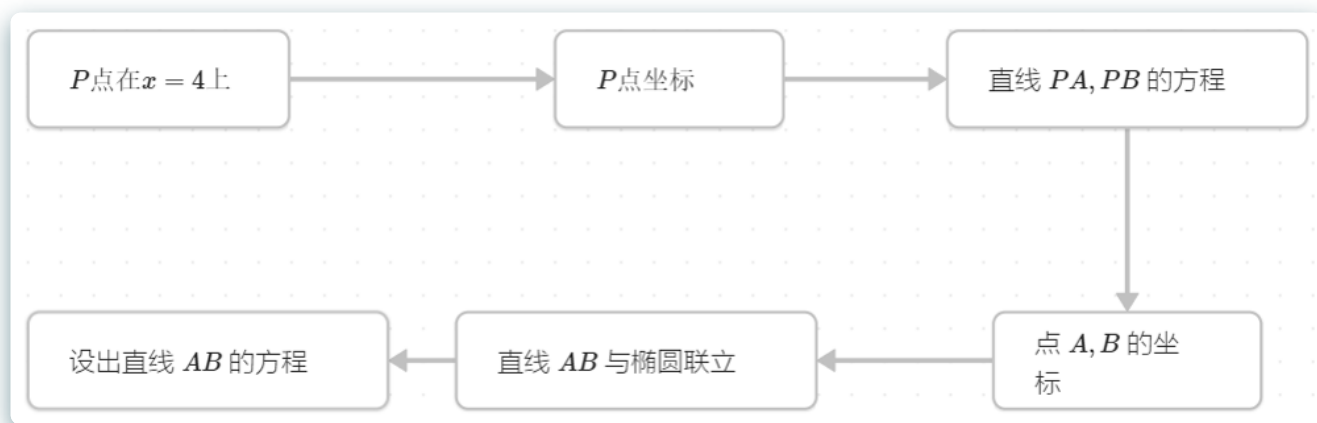 P点在x = 4上
P点坐标
直线 PA, PB 的方程
设出直线 AB 的方程
直线 AB 与椭圆联立
点 A, B 的坐
标